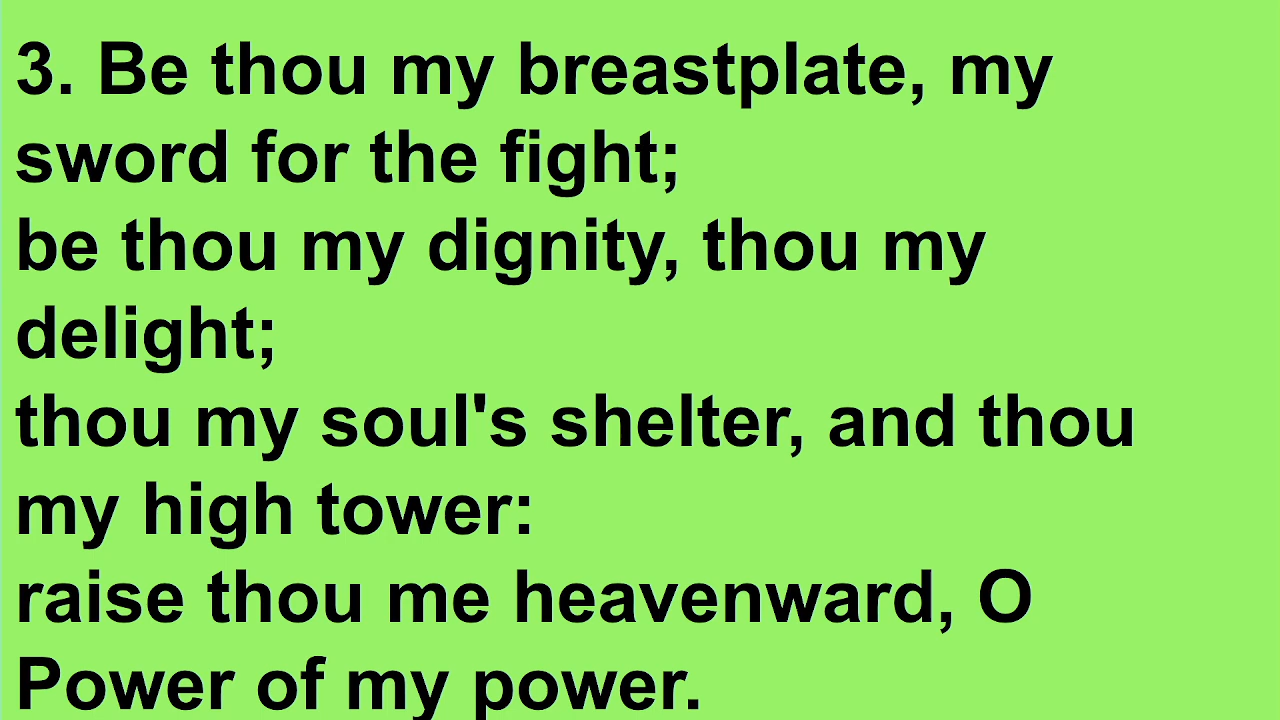 3. Be thou my breastplate, my
sword for the fight;
be thou my dignity, thou my
delight;
thou my soul's shelter, and thou
my high tower:
raise thou me heavenward, O
Power of my power.